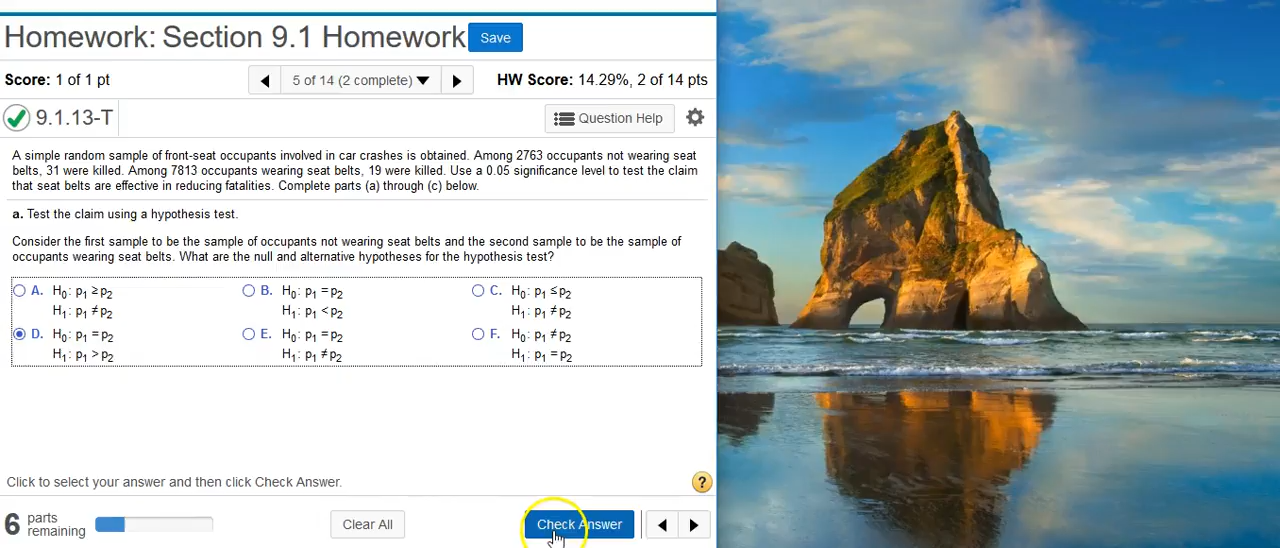 Homework: Section 9.1 Homework Save
Score: 1 of 1 pt 5 of 14 (2 complete) HW Score: 14.29%, 2 of 14 pts
9.1.13-T Question Help
A simple random sample of front-seat occupants involved in car crashes is obtained. Among 2763 occupants not wearing seat
belts, 31 were killed. Among 7813 occupants wearing seat belts, 19 were killed. Use a 0.05 significance level to test the claim
that seat belts are effective in reducing fatalities. Complete parts (a) through (c) below.
a. Test the claim using a hypothesis test.
Consider the first sample to be the sample of occupants not wearing seat belts and the second sample to be the sample of
occupants wearing seat belts. What are the null and alternative hypotheses for the hypothesis test?
A. H₀: p₁ ≥ p₂ B. H₀: p₁ = p₂ C. H₀: p₁ ≤ p₂
H₁: p₁ ≠ p₂ H₁: p₁ < p₂ H₁: p₁ ≠ p₂
D. H₀: p₁ = p₂ E. H₀: p₁ = p₂ F. H₀: p₁ ≠ p₂
H₁: p₁ > p₂ H₁: p₁ ≠ p₂ H₁: p₁ = p₂
Click to select your answer and then click Check Answer. ?
6 parts remaining Clear All Check Answer